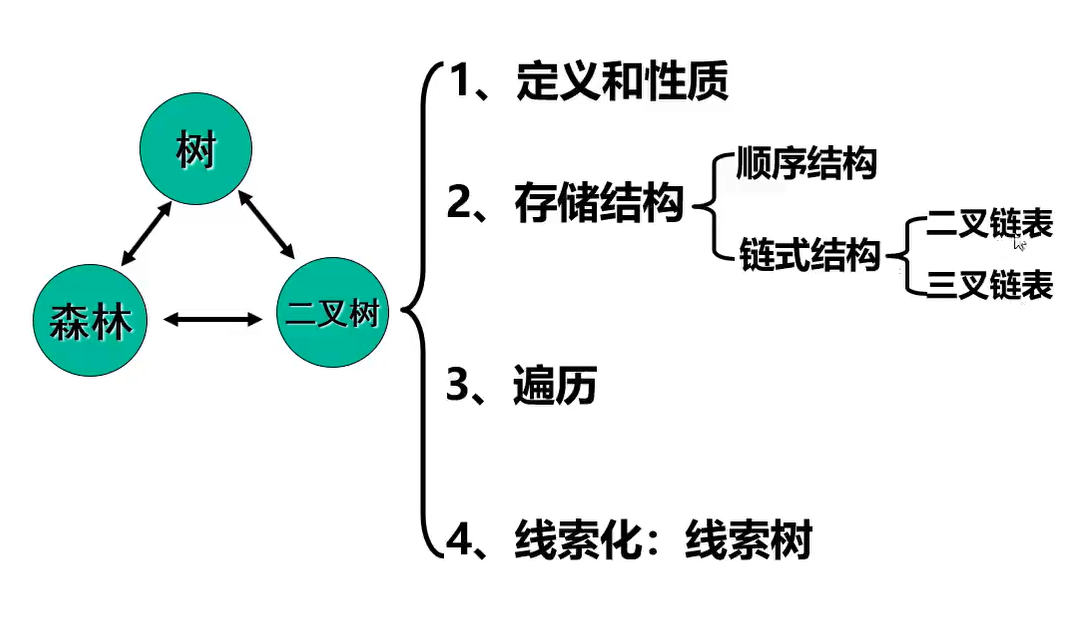 树
森林
二叉树
1、定义和性质
2、存储结构
顺序结构
链式结构
二叉链表
三叉链表
3、遍历
4、线索化：线索树